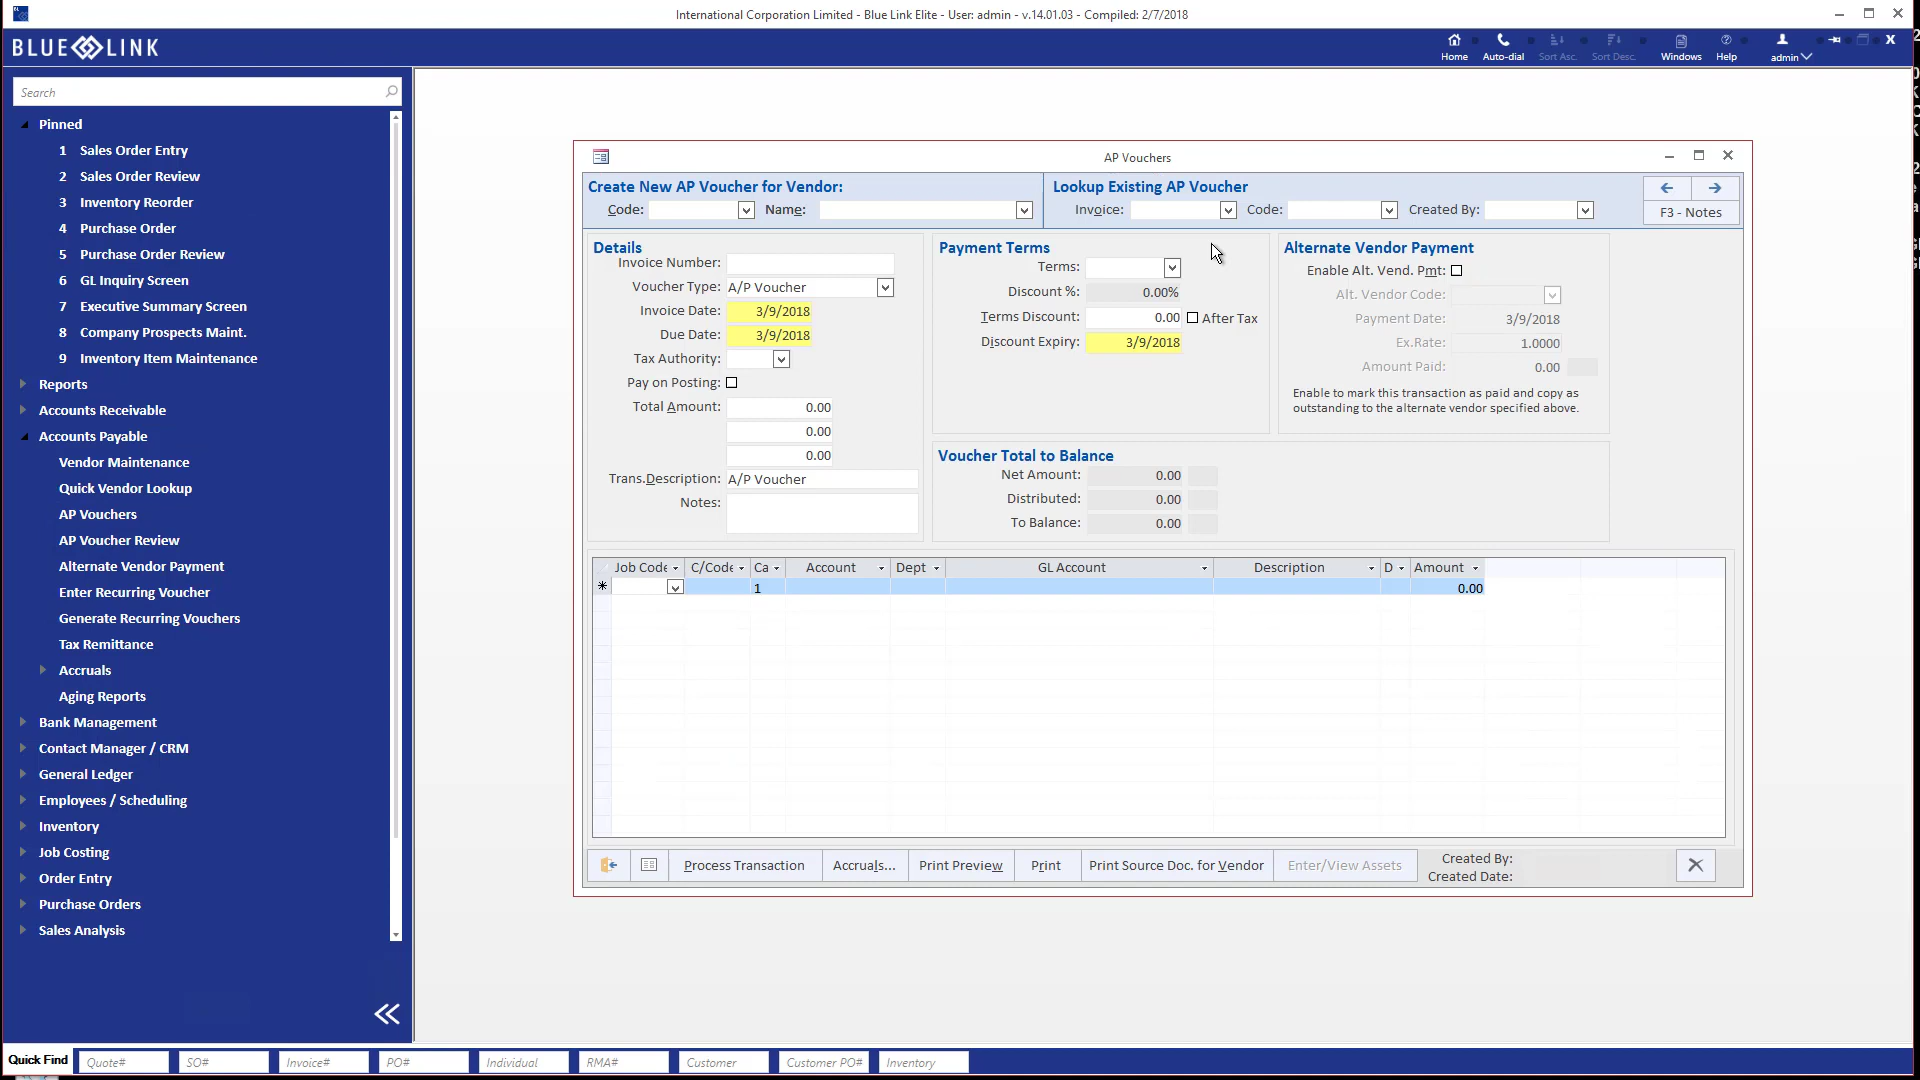 International Corporation Limited - Blue Link Elite - User: admin - v.14.01.03 - Compiled: 2/7/2018
BLUE LINK
Home
Auto-dial
Sort Asc.
Sort Desc.
Windows
Help
admin
Search
Pinned
1 Sales Order Entry
2 Sales Order Review
3 Inventory Reorder
4 Purchase Order
5 Purchase Order Review
6 GL Inquiry Screen
7 Executive Summary Screen
8 Company Prospects Maint.
9 Inventory Item Maintenance
Reports
Accounts Receivable
Accounts Payable
Vendor Maintenance
Quick Vendor Lookup
AP Vouchers
AP Voucher Review
Alternate Vendor Payment
Enter Recurring Voucher
Generate Recurring Vouchers
Tax Remittance
Accruals
Aging Reports
Bank Management
Contact Manager / CRM
General Ledger
Employees / Scheduling
Inventory
Job Costing
Order Entry
Purchase Orders
Sales Analysis
AP Vouchers
Create New AP Voucher for Vendor:
Code:
Name:
Lookup Existing AP Voucher
Invoice:
Code:
Created By:
F3 - Notes
Details
Invoice Number:
Voucher Type: A/P Voucher
Invoice Date: 3/9/2018
Due Date: 3/9/2018
Tax Authority:
Pay on Posting:
Total Amount: 0.00
0.00
0.00
Trans.Description: A/P Voucher
Notes:
Payment Terms
Terms:
Discount %: 0.00%
Terms Discount: 0.00 After Tax
Discount Expiry: 3/9/2018
Alternate Vendor Payment
Enable Alt. Vend. Pmt:
Alt. Vendor Code:
Payment Date: 3/9/2018
Ex.Rate: 1.0000
Amount Paid: 0.00
Enable to mark this transaction as paid and copy as
outstanding to the alternate vendor specified above.
Voucher Total to Balance
Net Amount: 0.00
Distributed: 0.00
To Balance: 0.00
Job Code C/Code Ca Account Dept GL Account Description D Amount
1 0.00
Process Transaction
Accruals...
Print Preview
Print
Print Source Doc. for Vendor
Enter/View Assets
Created By:
Created Date:
Quick Find
Quote#
SO#
Invoice#
PO#
Individual
RMA#
Customer
Customer PO#
Inventory